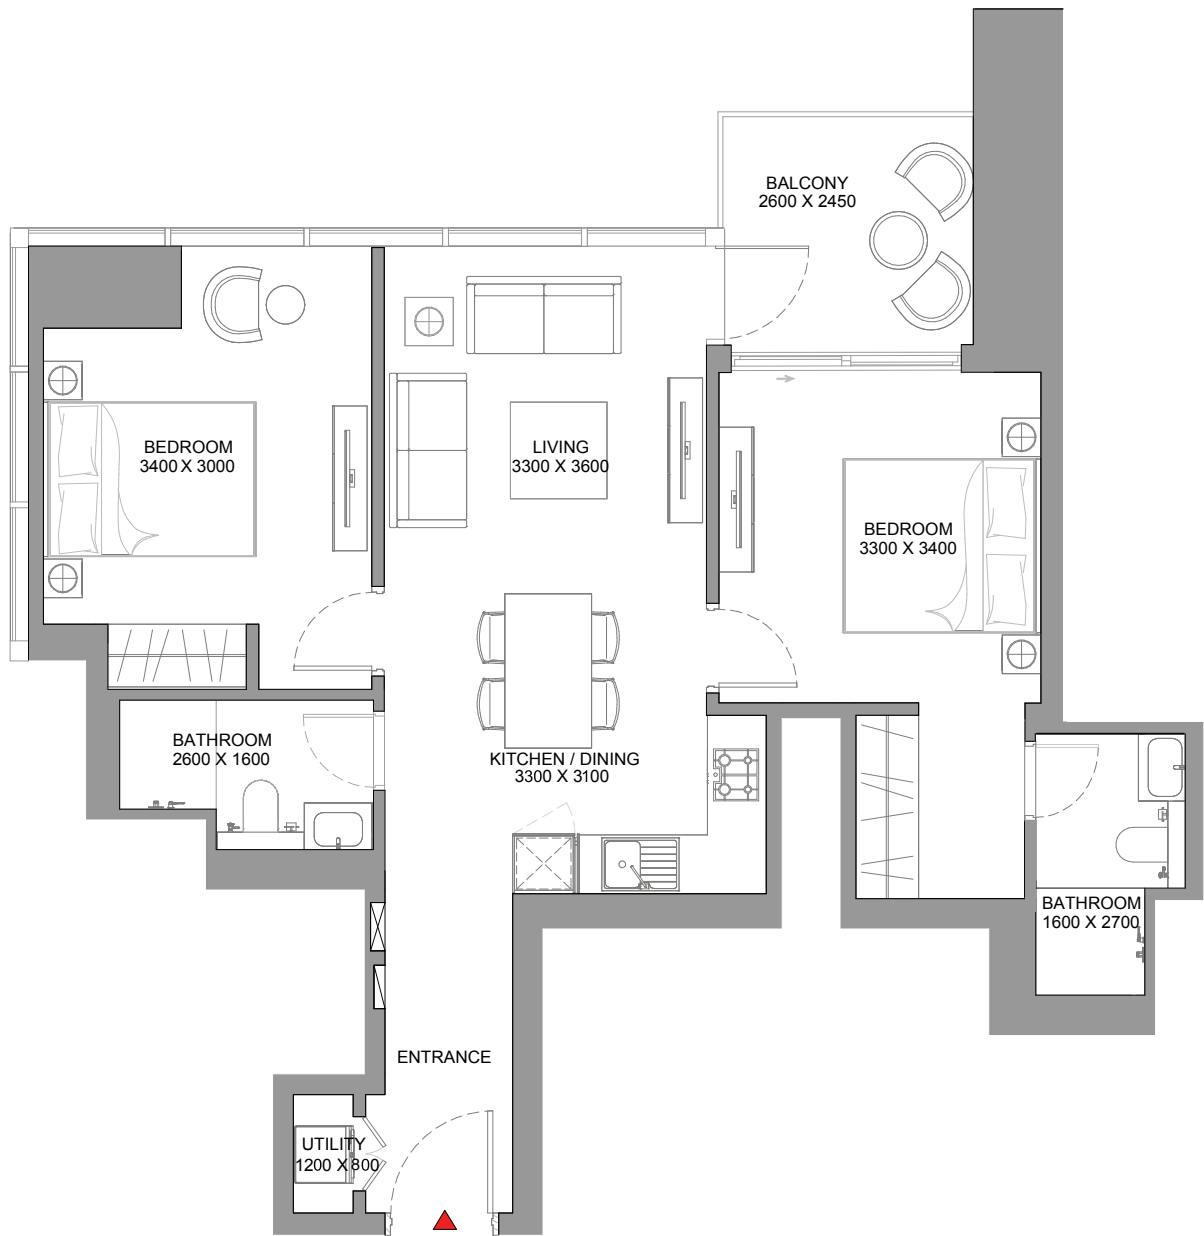 BALCONY
2600 X 2450
BEDROOM
3400 X 3000
LIVING
3300 X 3600
BEDROOM
3300 X 3400
BATHROOM
2600 X 1600
KITCHEN / DINING
3300 X 3100
BATHROOM
1600 X 2700
ENTRANCE
UTILITY
1200 X 800